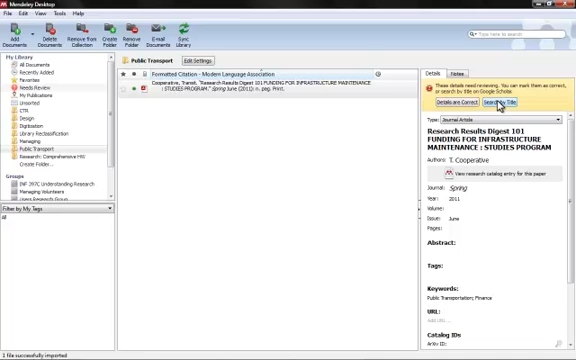 Mendeley Desktop
File Edit View Tools Help
Add Documents
Delete Documents
Remove from Collection
Create Folder
Remove Folder
E-mail Documents
Sync Library
My Library
All Documents
Recently Added
Favorites
Needs Review
My Publications
Unsorted
CTR
Design
Digitization
Library Reclassification
Managing
Public Transport
Research: Comprehensive HW
Create Folder...
Groups
INF 397C Understanding Research
Managing Volunteers
Users Research Group
Filter by My Tags
All
Public Transport
Edit Settings
Formatted Citation - Modern Language Association
Cooperative, Transit. "Research Results Digest 101 FUNDING FOR INFRASTRUCTURE MAINTENANCE
: STUDIES PROGRAM." Spring June (2011): n. pag. Print.
Details Notes
These details need reviewing. You can mark them as correct,
or search by title on Google Scholar.
Details are Correct
Search by Title
Type: Journal Article
Research Results Digest 101
FUNDING FOR INFRASTRUCTURE
MAINTENANCE : STUDIES PROGRAM
Authors: T. Cooperative
View research catalog entry for this paper
Journal: Spring
Year: 2011
Volume:
Issue: June
Pages:
Abstract:
Tags:
Keywords:
Public Transportation; Finance
URL:
Add URL...
Catalog IDs
ArXiv ID:
1 file successfully imported